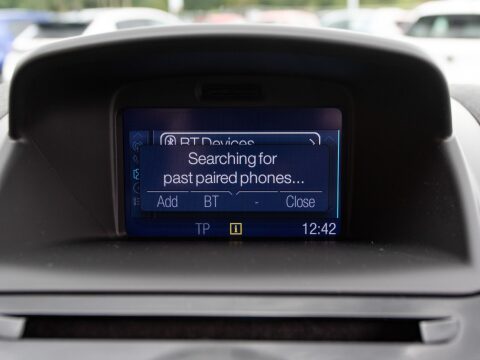 BT Devices
Searching for
past paired phones...
Add BT - Close
TP i 12:42